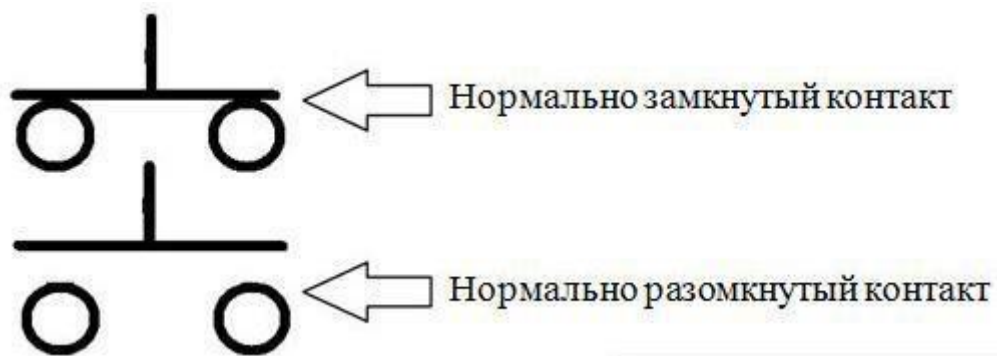 Нормально замкнутый контакт
Нормально разомкнутый контакт